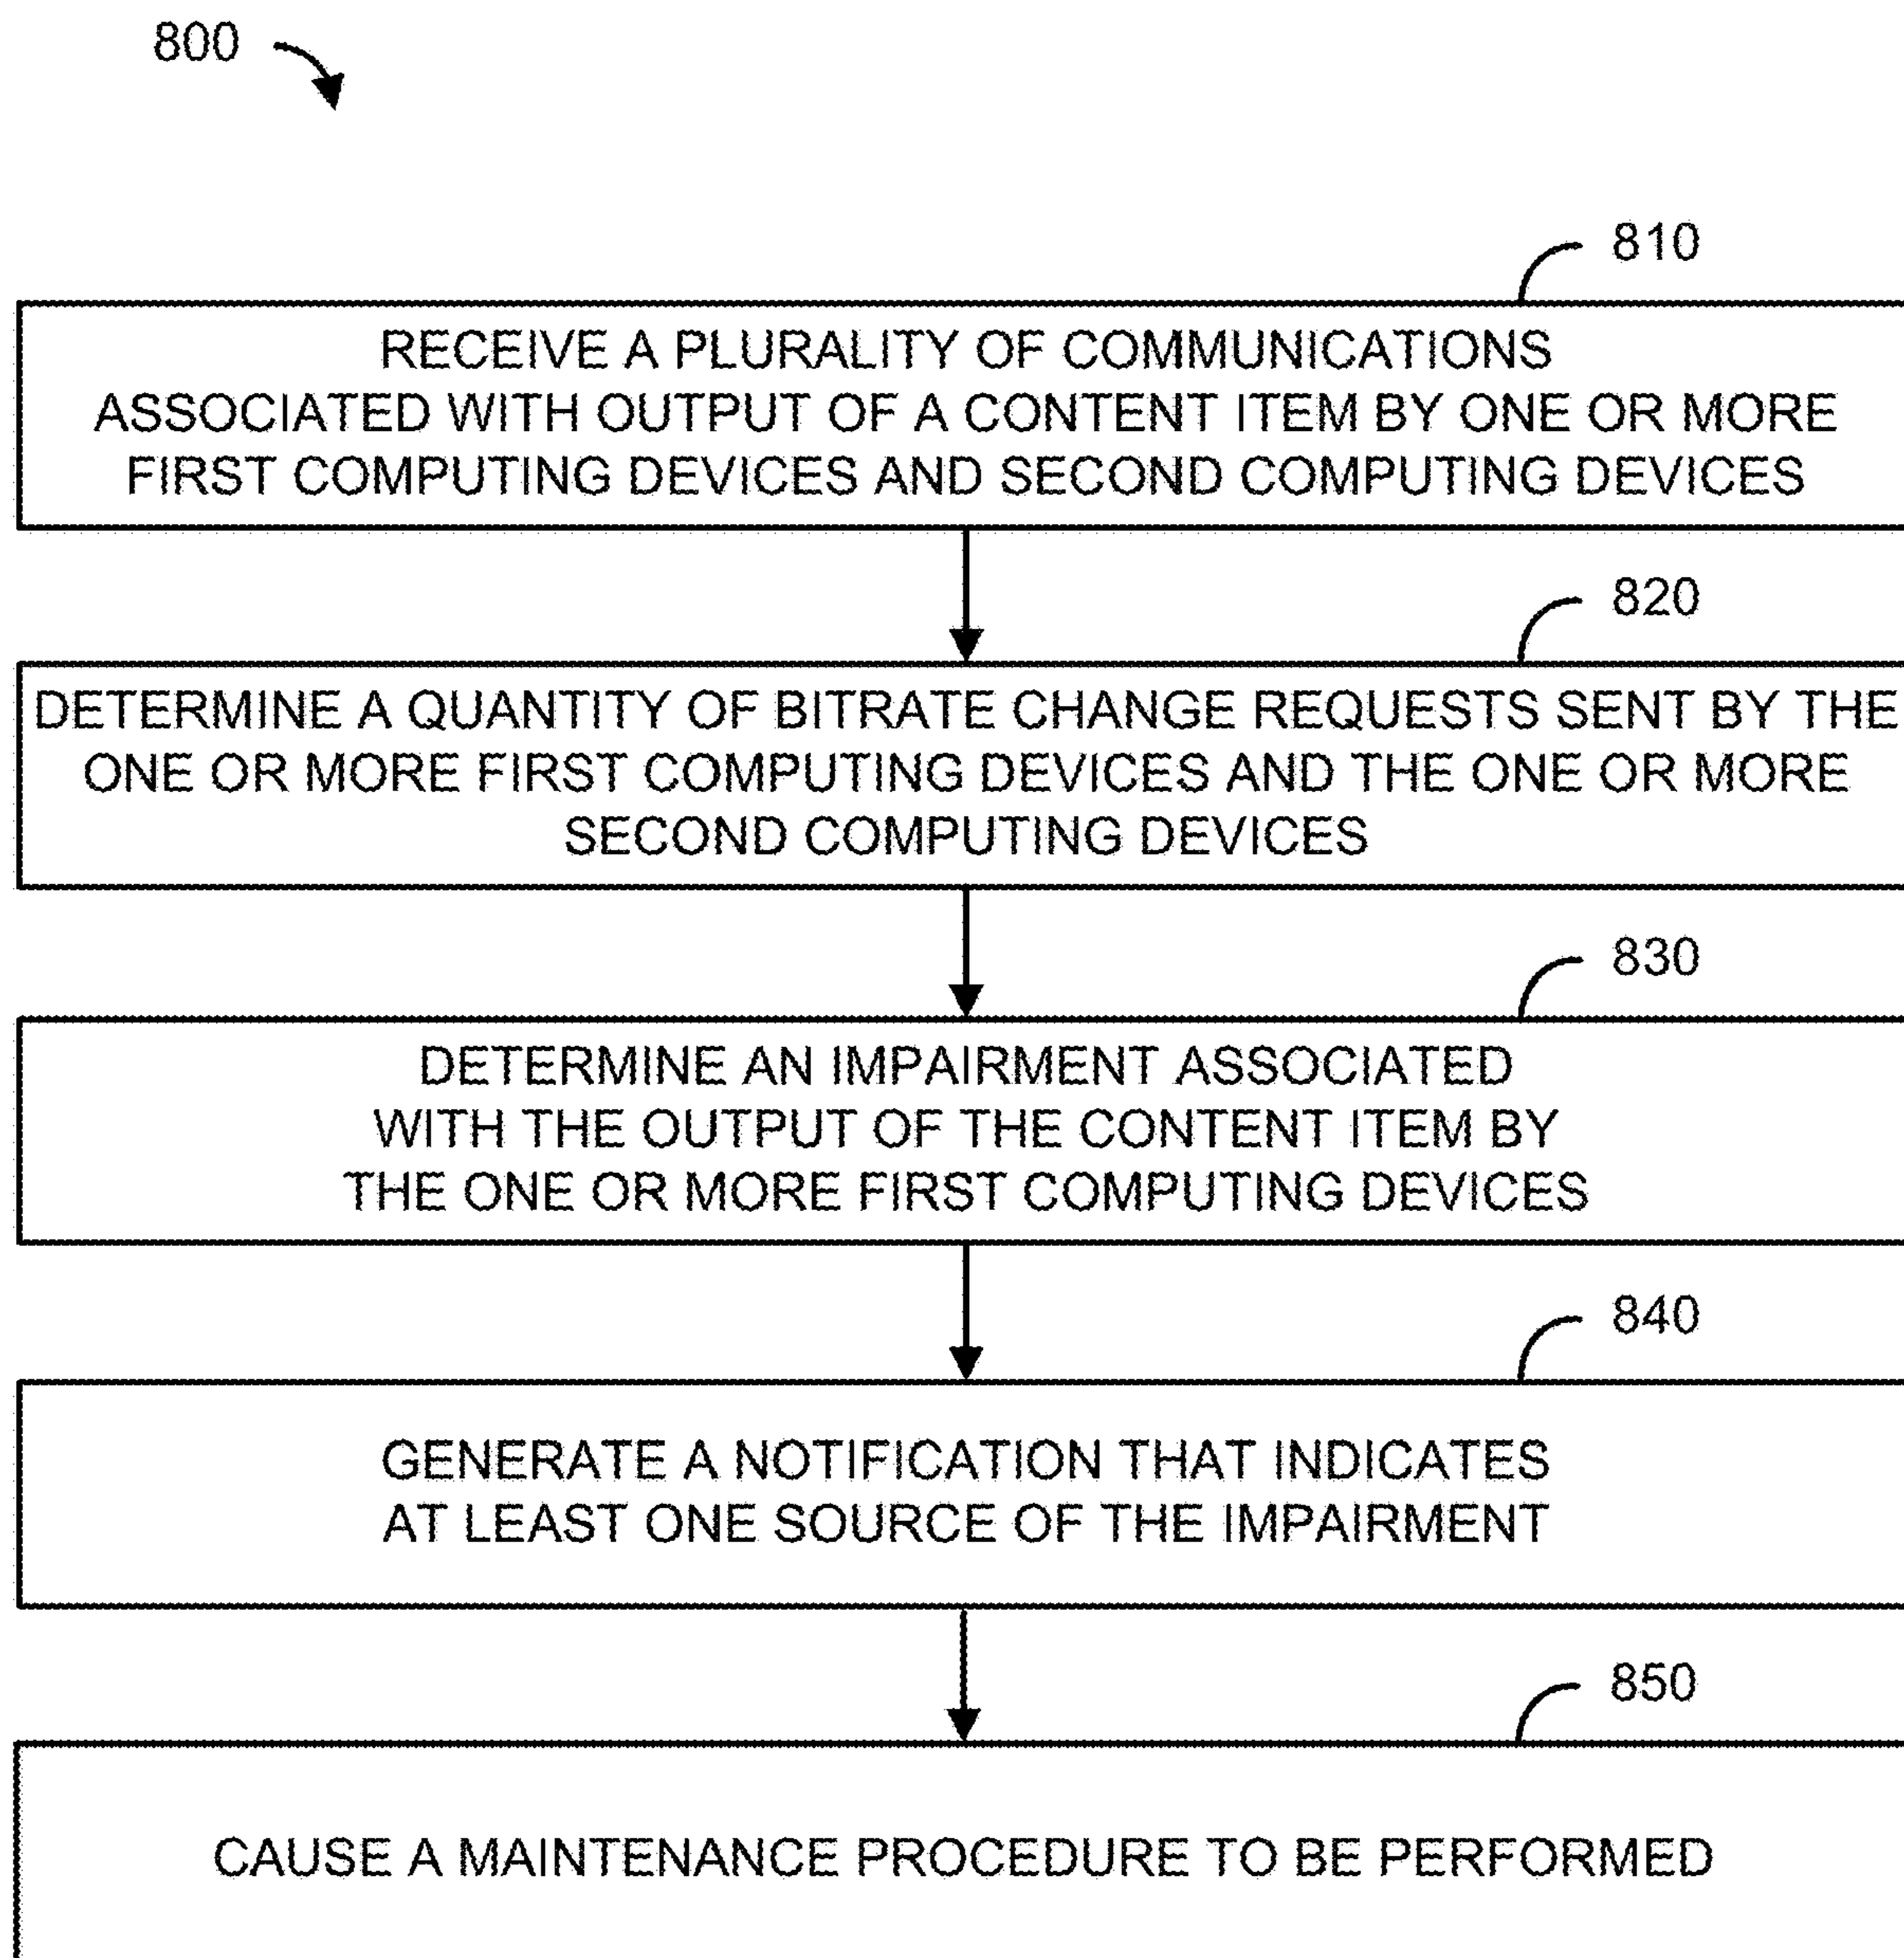 800
810
RECEIVE A PLURALITY OF COMMUNICATIONS
ASSOCIATED WITH OUTPUT OF A CONTENT ITEM BY ONE OR MORE
FIRST COMPUTING DEVICES AND SECOND COMPUTING DEVICES
820
DETERMINE A QUANTITY OF BITRATE CHANGE REQUESTS SENT BY THE
ONE OR MORE FIRST COMPUTING DEVICES AND THE ONE OR MORE
SECOND COMPUTING DEVICES
830
DETERMINE AN IMPAIRMENT ASSOCIATED
WITH THE OUTPUT OF THE CONTENT ITEM BY
THE ONE OR MORE FIRST COMPUTING DEVICES
840
GENERATE A NOTIFICATION THAT INDICATES
AT LEAST ONE SOURCE OF THE IMPAIRMENT
850
CAUSE A MAINTENANCE PROCEDURE TO BE PERFORMED